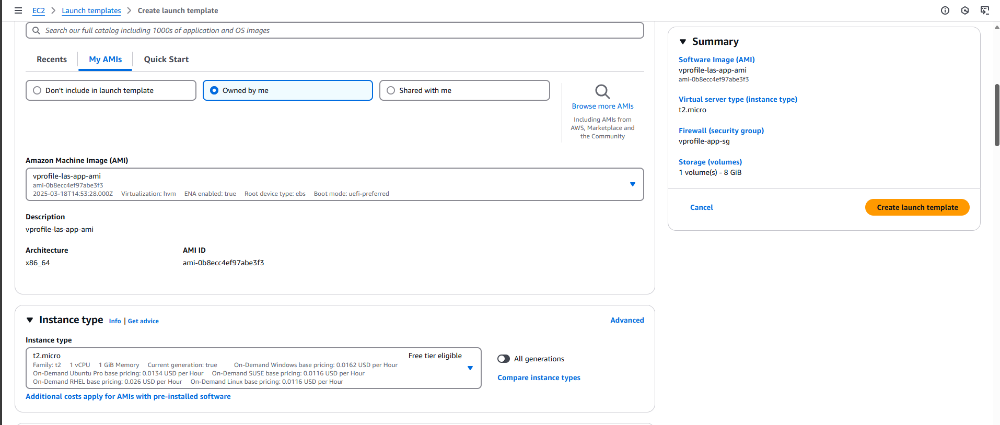 EC2 > Launch templates > Create launch template
Search our full catalog including 1000s of application and OS images
Recents
My AMIs
Quick Start
Don't include in launch template
Owned by me
Shared with me
Browse more AMIs
Including AMIs from
AWS, Marketplace and
the Community
Amazon Machine Image (AMI)
vprofile-las-app-ami
ami-0b8ecc4ef97abe3f3
2025-03-18T14:53:28.000Z Virtualization: hvm ENA enabled: true Root device type: ebs Boot mode: uefi-preferred
Description
vprofile-las-app-ami
Architecture
AMI ID
x86_64
ami-0b8ecc4ef97abe3f3
Instance type
Info | Get advice
Advanced
Instance type
t2.micro
Free tier eligible
Family: t2 1 vCPU 1 GiB Memory Current generation: true On-Demand Windows base pricing: 0.0162 USD per Hour
On-Demand Ubuntu Pro base pricing: 0.0134 USD per Hour On-Demand SUSE base pricing: 0.0116 USD per Hour
On-Demand RHEL base pricing: 0.026 USD per Hour On-Demand Linux base pricing: 0.0116 USD per Hour
All generations
Compare instance types
Additional costs apply for AMIs with pre-installed software
Summary
Software Image (AMI)
vprofile-las-app-ami
ami-0b8ecc4ef97abe3f3
Virtual server type (instance type)
t2.micro
Firewall (security group)
vprofile-app-sg
Storage (volumes)
1 volume(s) - 8 GiB
Cancel
Create launch template